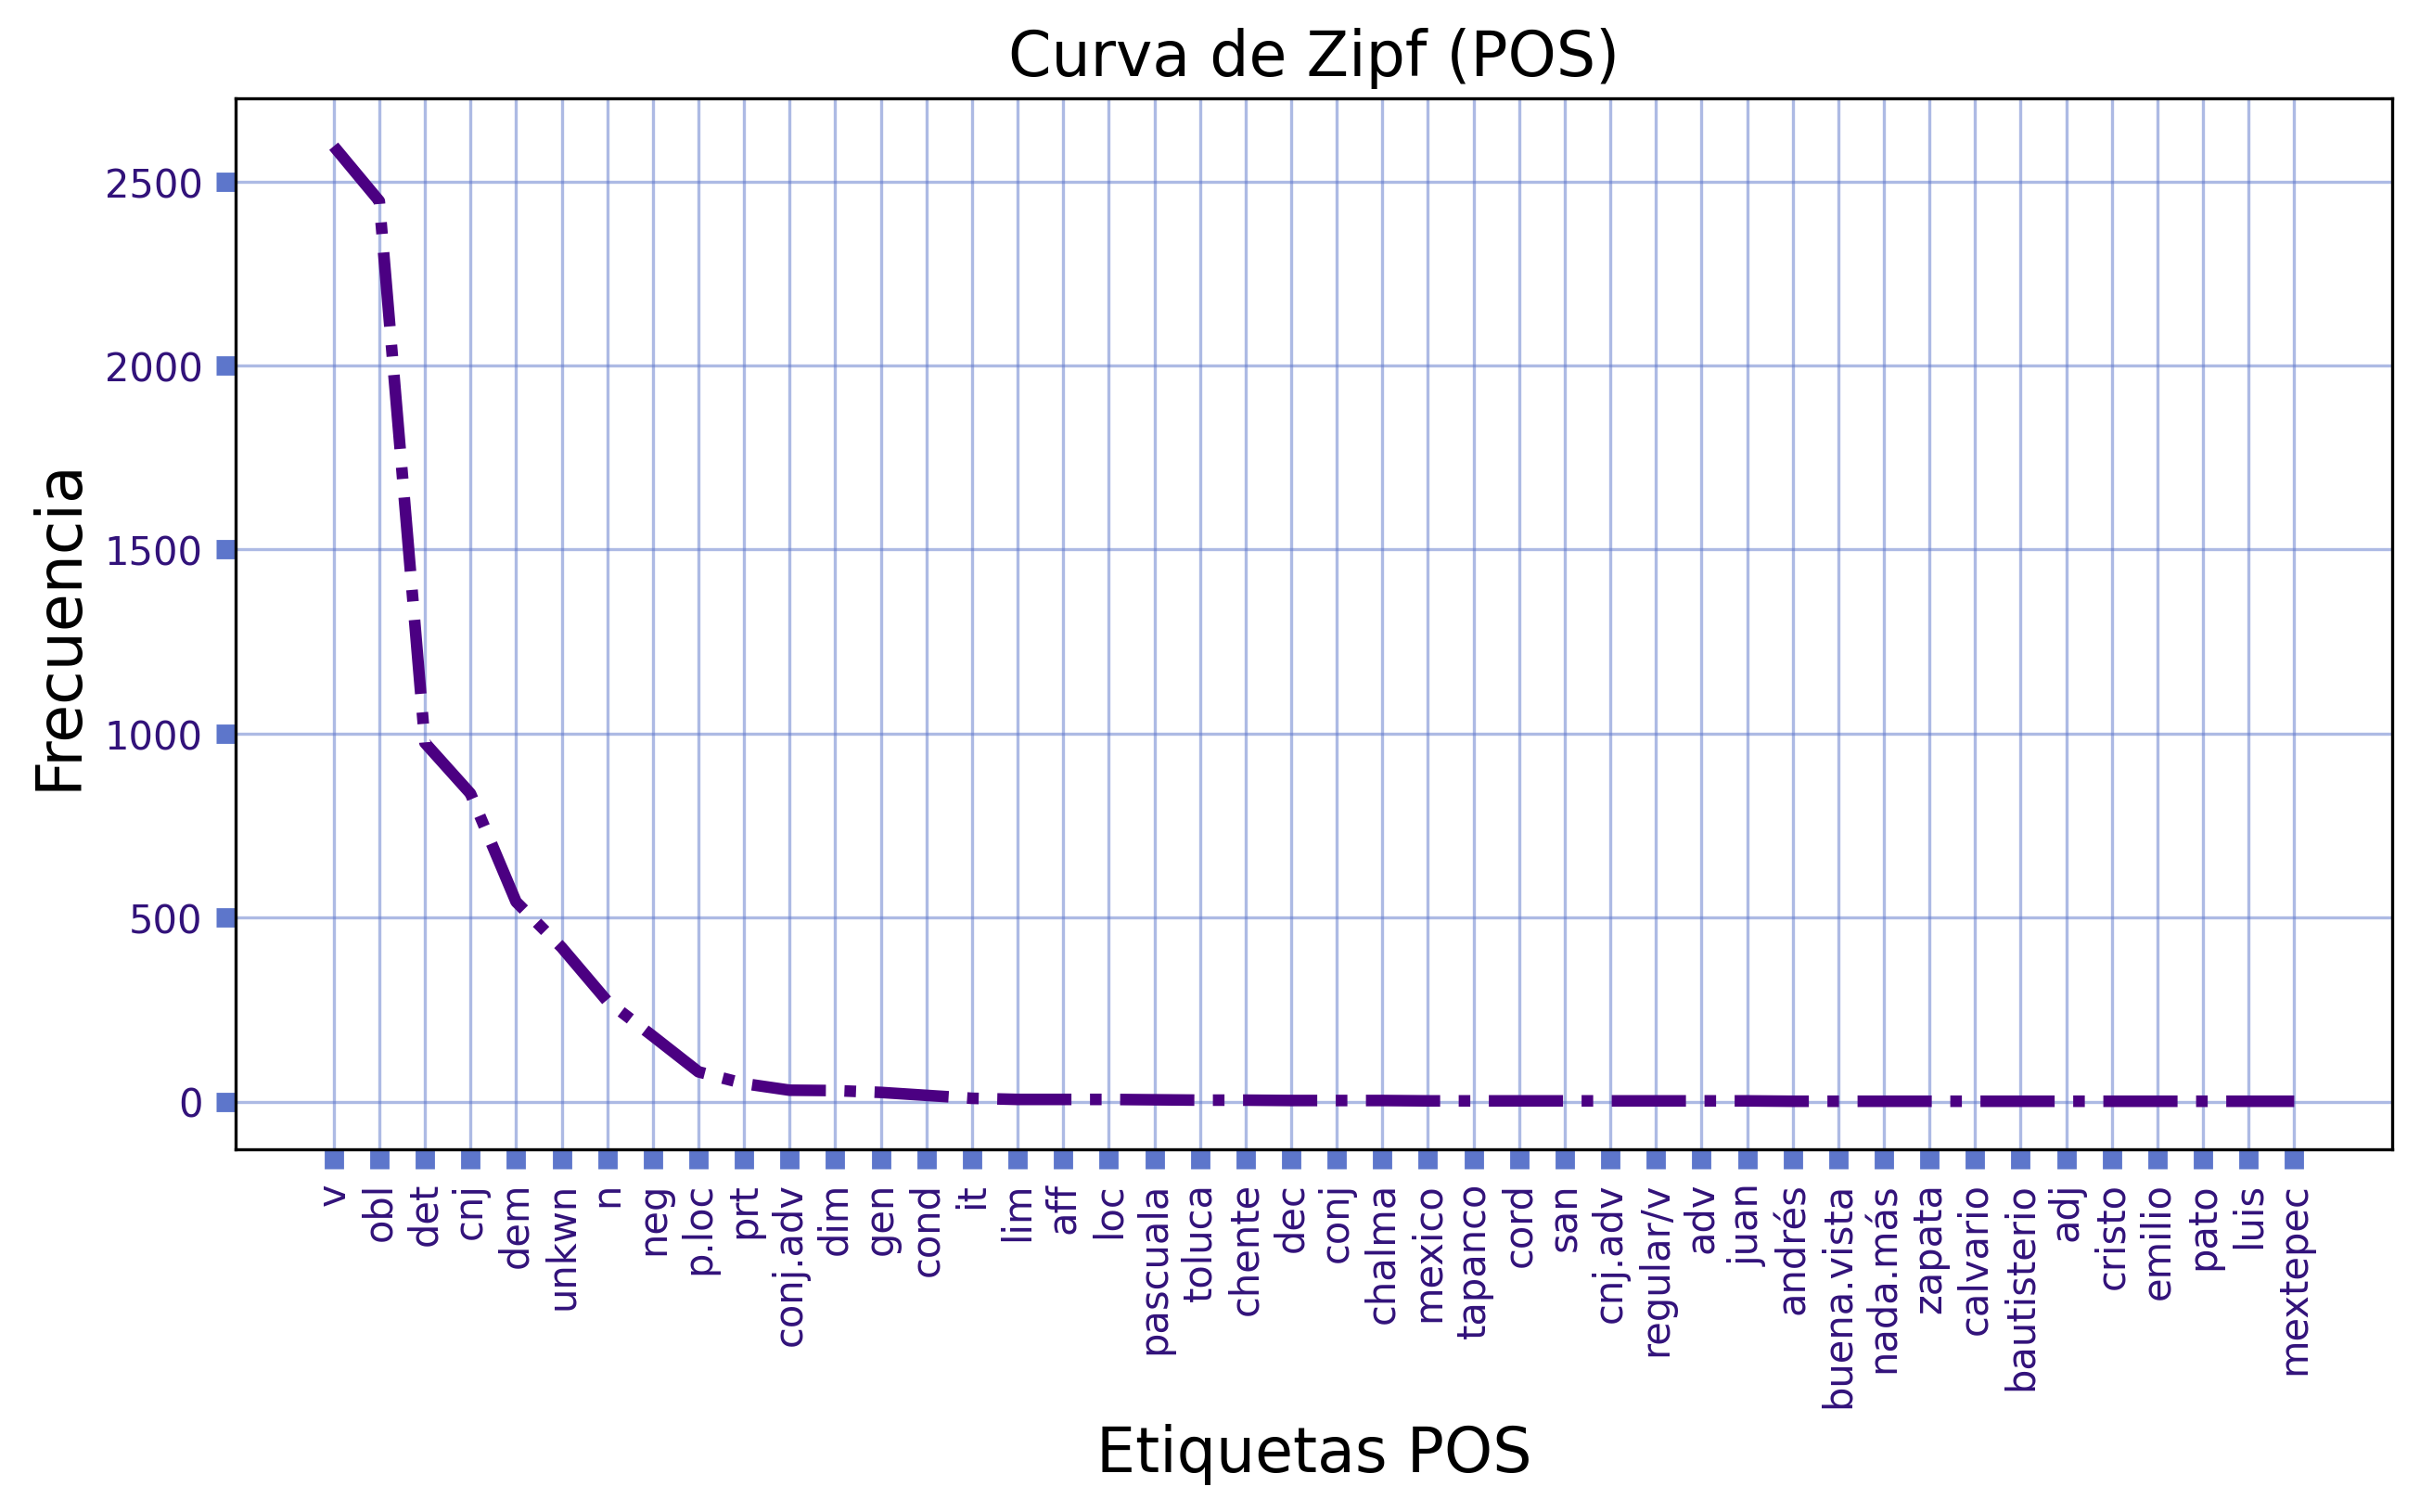 Curva de Zipf (POS)
Frecuencia
2500
2000
1500
1000
500
0
v
obl
det
cnj
dem
unkwn
n
neg
p.loc
prt
conj.adv
dim
gen
cond
it
lim
aff
loc
pascuala
toluca
chente
dec
conj
chalma
mexico
tapanco
cord
san
cnj.adv
regular/v
adv
juan
andrés
buena.vista
nada.más
zapata
calvario
bautisterio
adj
cristo
emilio
pato
luis
mextepec
Etiquetas POS